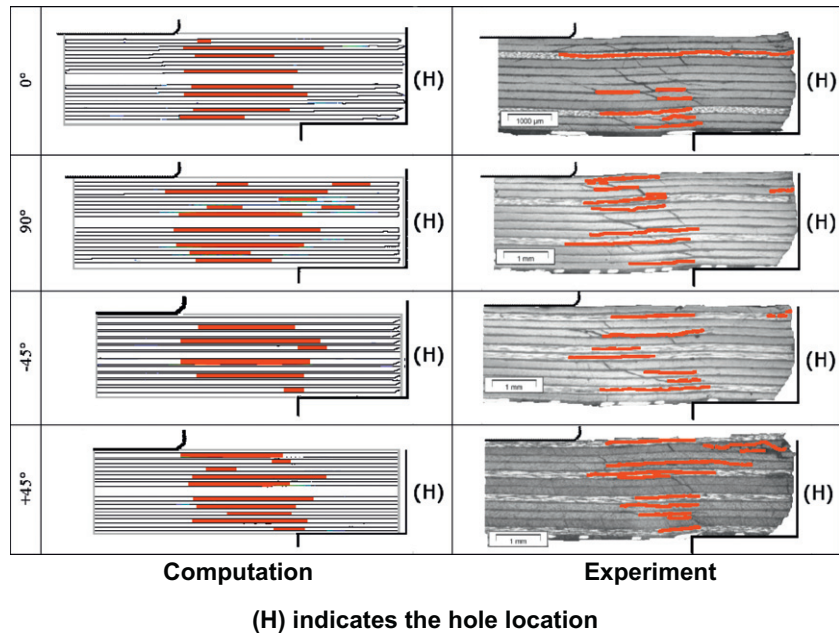 0°
(H)
1000 µm
(H)
90°
(H)
1 mm
(H)
-45°
(H)
1 mm
(H)
+45°
(H)
1 mm
(H)
Computation
Experiment
(H) indicates the hole location